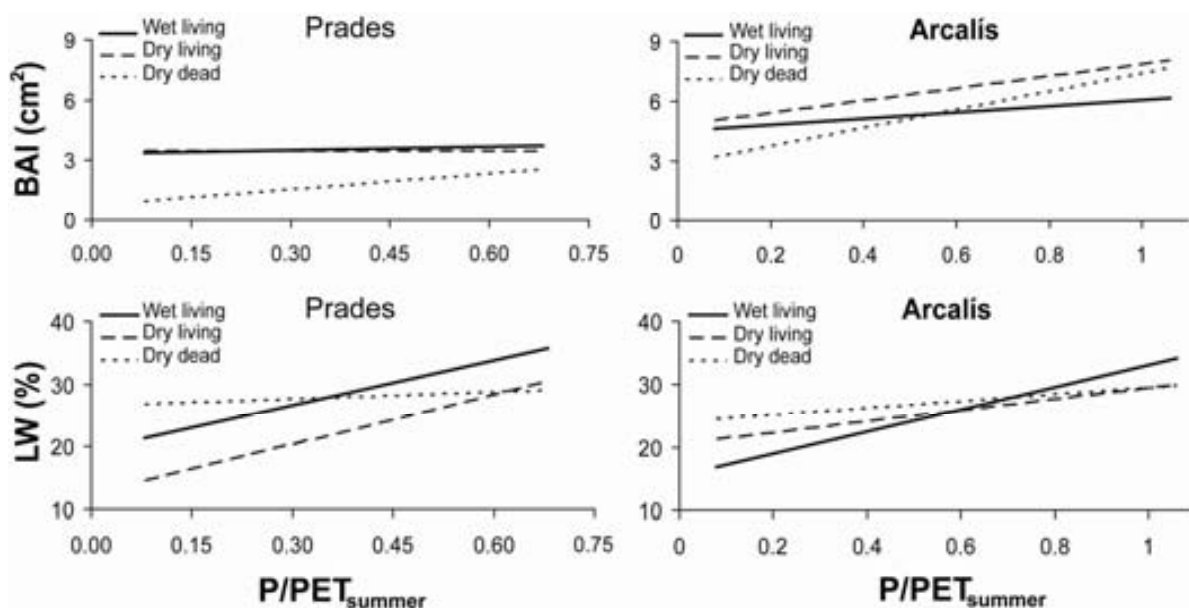 Prades
Wet living
Dry living
Dry dead
BAI (cm²)
9
6
3
0
0.00 0.15 0.30 0.45 0.60 0.75
Arcalís
Wet living
Dry living
Dry dead
9
6
3
0
0 0.2 0.4 0.6 0.8 1
Prades
Wet living
Dry living
Dry dead
LW (%)
40
30
20
10
0.00 0.15 0.30 0.45 0.60 0.75
P/PETsummer
Arcalís
Wet living
Dry living
Dry dead
40
30
20
10
0 0.2 0.4 0.6 0.8 1
P/PETsummer